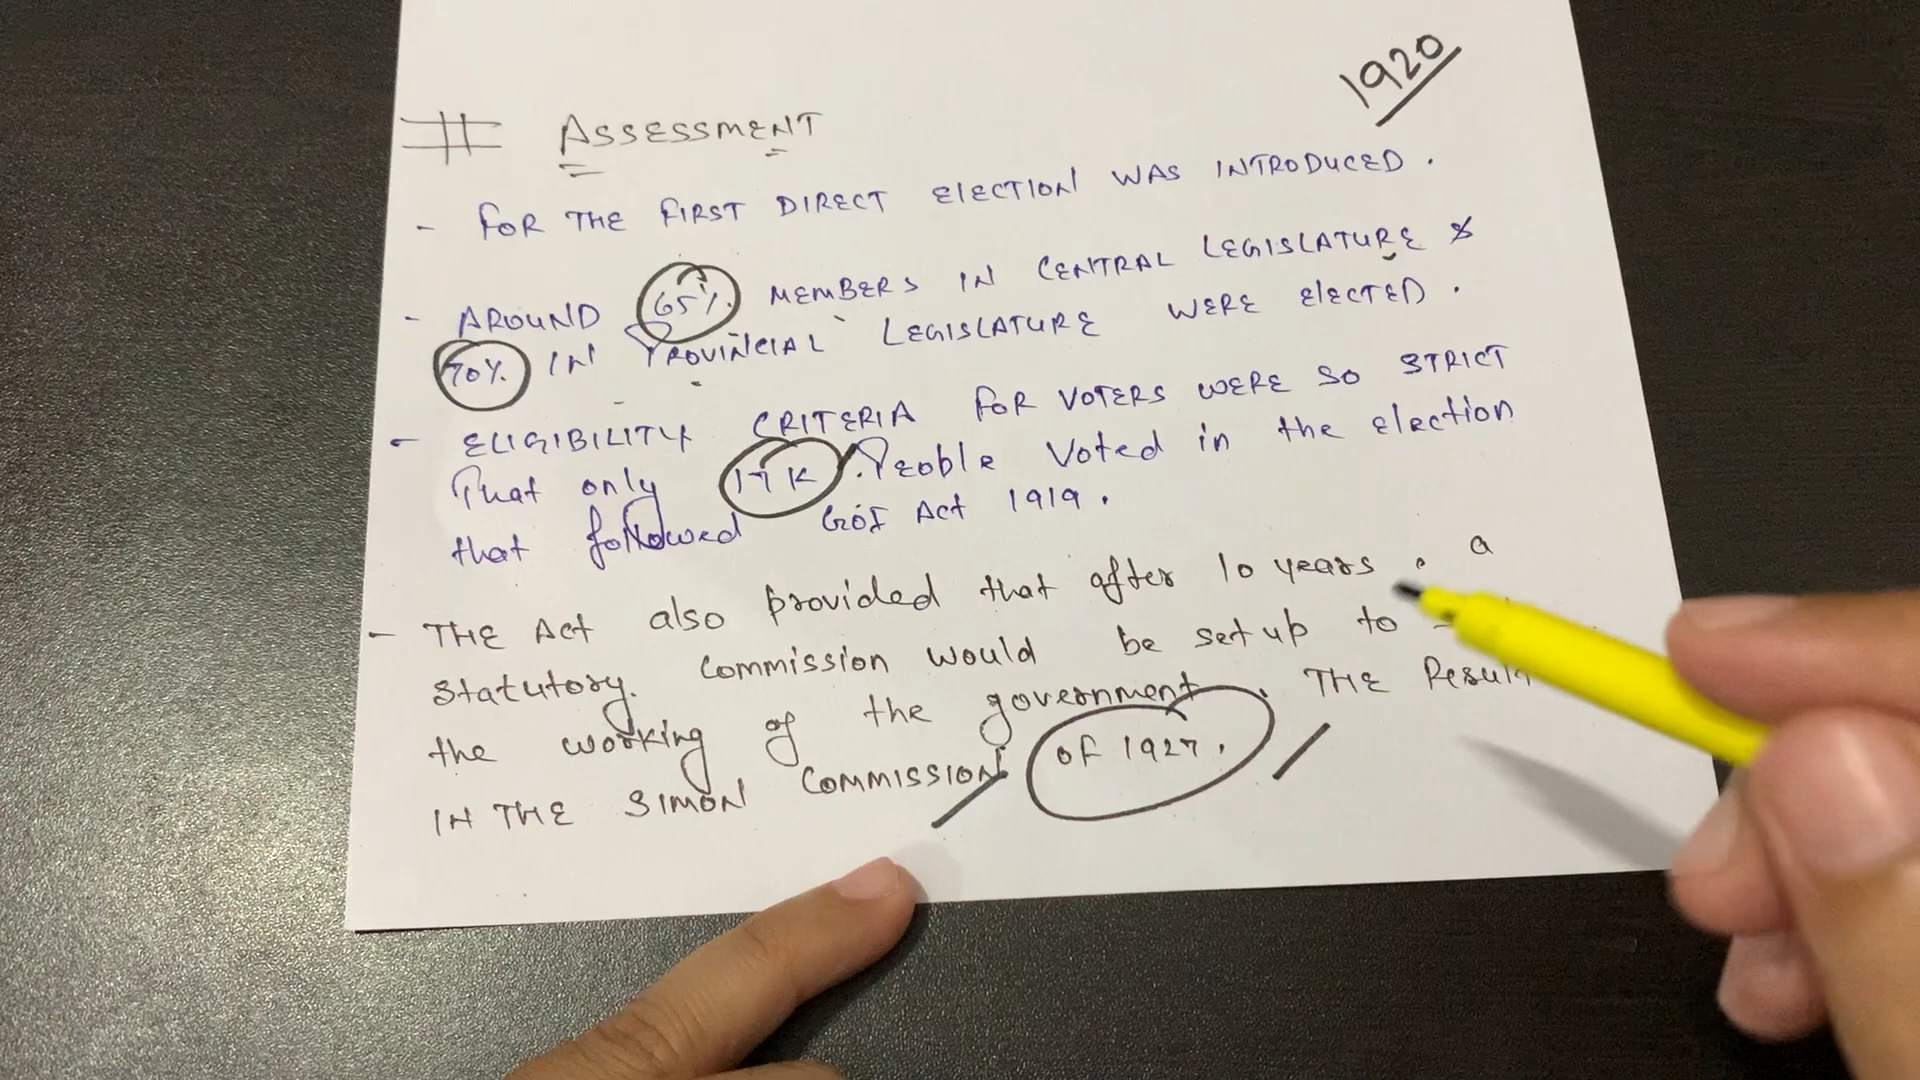 1920
# ASSESSMENT
- FOR THE FIRST DIRECT ElECTION WAS INTRODUCED.
- AROUND 65% MEMBERS IN CENTRAL LEGISLATURE &
70% IN PROVINCIAL LEGISLATURE WERE ElECTED.
- ELIGIBILITY CRITERIA FOR VOTERS WERE SO STRICT
That only 17K People Voted in the election
that followed GOI Act 1919.
- THE Act also provided that after 10 years, a
statutory commission would be set up to
the working of the government. THE Result
IN THE SIMON COMMISSION of 1927.